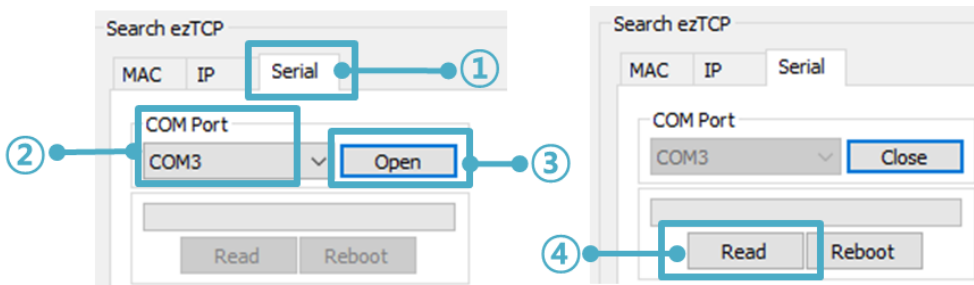 Search ezTCP
MAC IP Serial ①
COM Port
② COM3 Open ③
Read Reboot
Search ezTCP
MAC IP Serial
COM Port
COM3 Close
④ Read Reboot